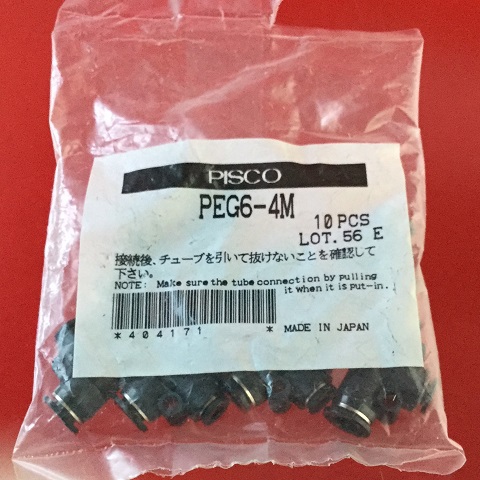 PISCO
PEG6-4M
10 PCS
LOT. 56 E
接続後、チューブを引いて抜けないことを確認して
下さい。
NOTE: Make sure the tube connection by pulling
it when it is put-in.
*404171*
MADE IN JAPAN